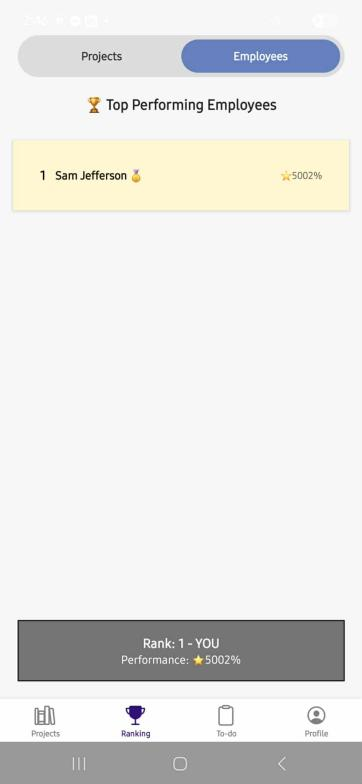 Projects Employees
🏆 Top Performing Employees
1 Sam Jefferson 🏅 ⭐5002%
Rank: 1 - YOU
Performance: ⭐5002%
Projects Ranking To-do Profile